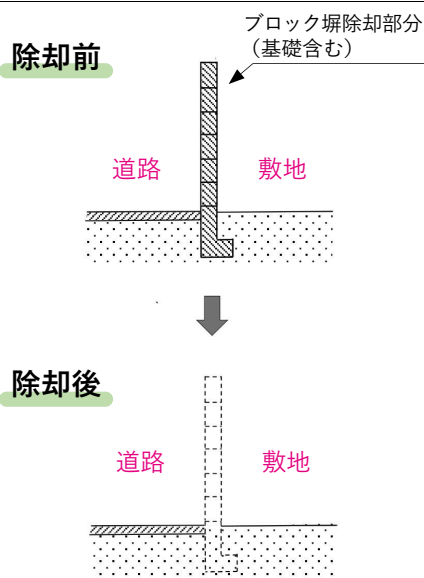 ブロック塀除却部分
（基礎含む）
除却前
道路
敷地
除却後
道路
敷地